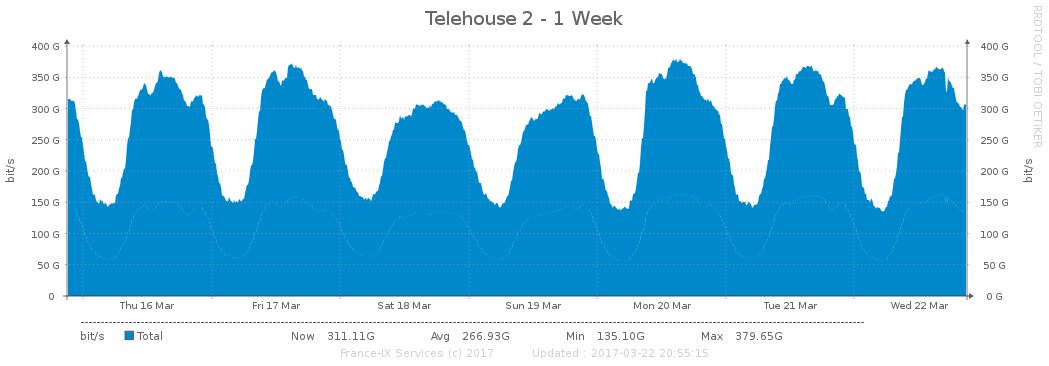 Telehouse 2 - 1 Week
RRDTOOL / TOBI OETIKER
400 G 400 G
350 G 350 G
300 G 300 G
250 G 250 G
200 G 200 G
150 G 150 G
100 G 100 G
50 G 50 G
0 0 G
bit/s bit/s
Thu 16 Mar Fri 17 Mar Sat 18 Mar Sun 19 Mar Mon 20 Mar Tue 21 Mar Wed 22 Mar
bit/s Total Now 311.11G Avg 266.93G Min 135.10G Max 379.65G
France-IX Services (c) 2017 Updated : 2017-03-22 20:55:15